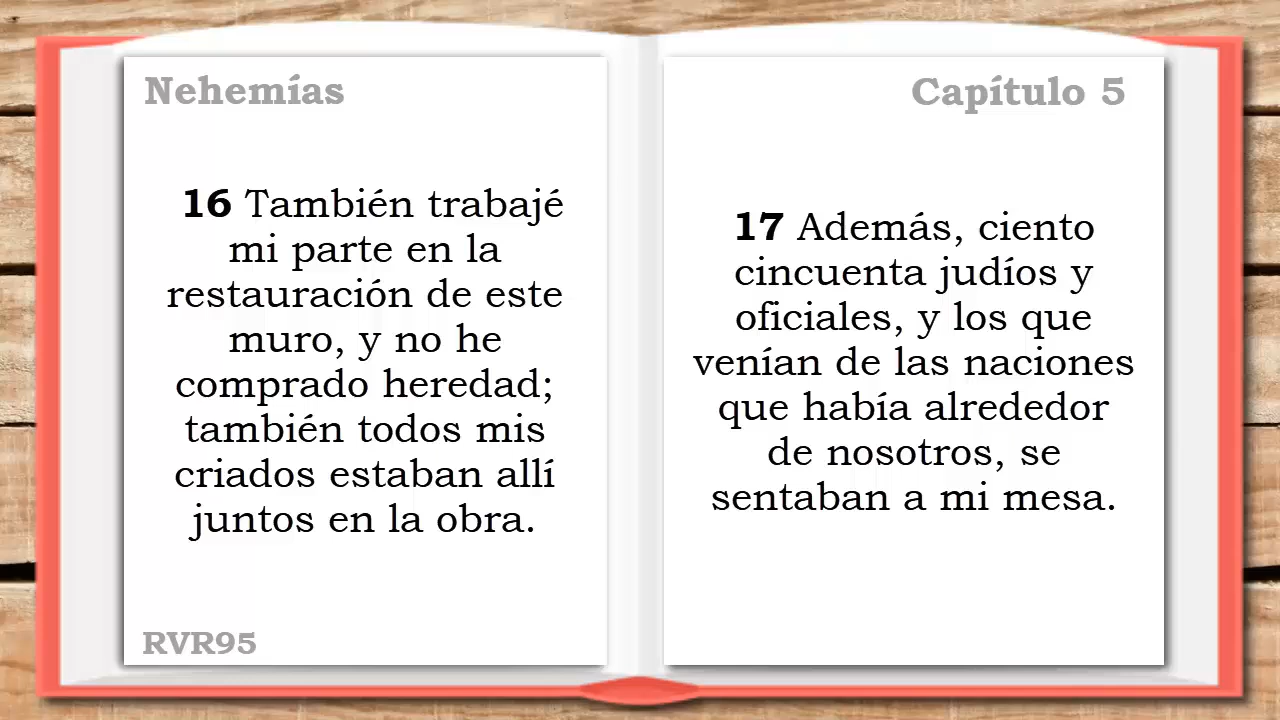 Nehemías
16 También trabajé
mi parte en la
restauración de este
muro, y no he
comprado heredad;
también todos mis
criados estaban allí
juntos en la obra.
RVR95
Capítulo 5
17 Además, ciento
cincuenta judíos y
oficiales, y los que
venían de las naciones
que había alrededor
de nosotros, se
sentaban a mi mesa.